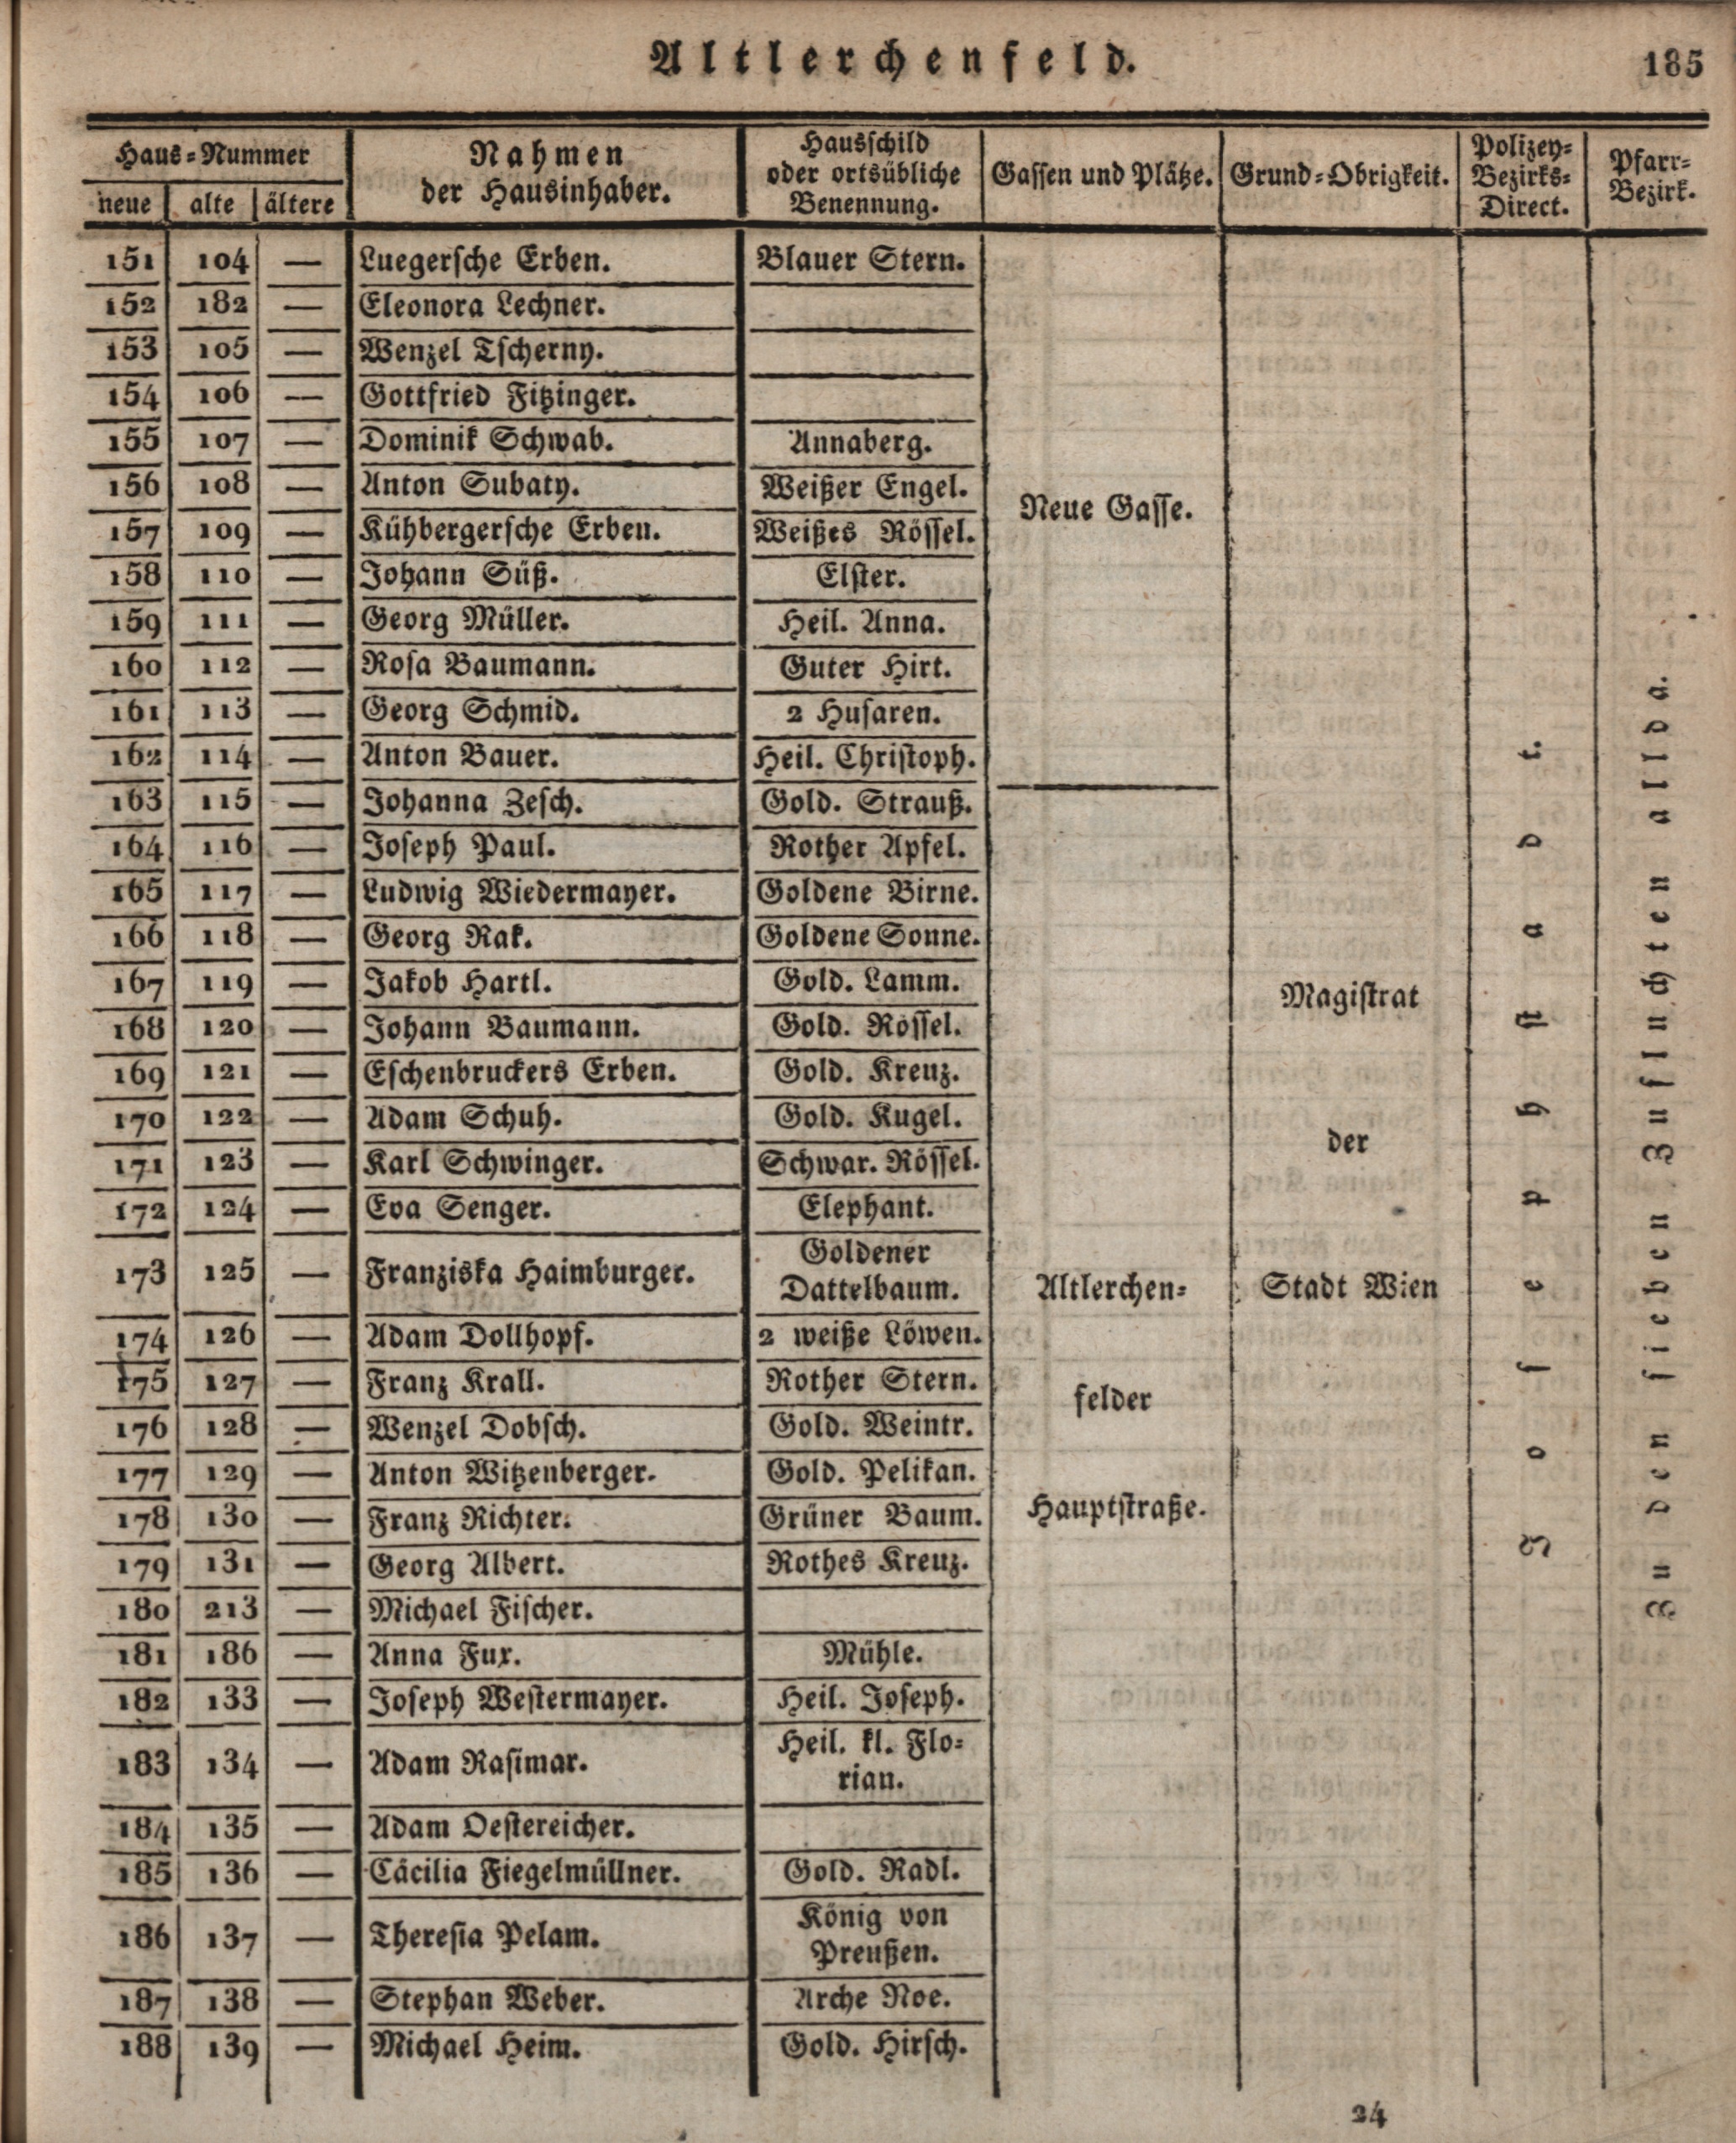 Altlerchenfeld.
185
Haus-Nummer
neue alte ältere
Nahmen
der Hausinhaber.
Hausschild
oder ortsübliche
Benennung.
Gassen und Plätze.
Grund-Obrigkeit.
Polizey-
Bezirks-
Direct.
Pfarr-
Bezirk.
151 104 — Luegersche Erben. Blauer Stern.
152 182 — Eleonora Lechner.
153 105 — Wenzel Tscherny.
154 106 — Gottfried Fitzinger.
155 107 — Dominik Schwab. Annaberg.
156 108 — Anton Subaty. Weißer Engel.
157 109 — Kühbergersche Erben. Weißes Rössel.
158 110 — Johann Süß. Elster.
159 111 — Georg Müller. Heil. Anna.
160 112 — Rosa Baumann. Guter Hirt.
161 113 — Georg Schmid. 2 Husaren.
162 114 — Anton Bauer. Heil. Christoph.
163 115 — Johanna Zesch. Gold. Strauß.
164 116 — Joseph Paul. Rother Apfel.
165 117 — Ludwig Wiedermayer. Goldene Birne.
166 118 — Georg Rak. Goldene Sonne.
167 119 — Jakob Hartl. Gold. Lamm.
168 120 — Johann Baumann. Gold. Rössel.
169 121 — Eschenbruckers Erben. Gold. Kreuz.
170 122 — Adam Schuh. Gold. Kugel.
171 123 — Karl Schwinger. Schwar. Rössel.
172 124 — Eva Senger. Elephant.
173 125 — Franziska Haimburger. Goldener
Dattelbaum.
174 126 — Adam Dollhopf. 2 weiße Löwen.
175 127 — Franz Krall. Rother Stern.
176 128 — Wenzel Dobsch. Gold. Weintr.
177 129 — Anton Witzenberger. Gold. Pelikan.
178 130 — Franz Richter. Grüner Baum.
179 131 — Georg Albert. Rothes Kreuz.
180 213 — Michael Fischer.
181 186 — Anna Fux. Mühle.
182 133 — Joseph Westermayer. Heil. Joseph.
183 134 — Adam Rasimar. Heil. kl. Flo-
rian.
184 135 — Adam Oestereicher.
185 136 — Cäcilia Fiegelmüllner. Gold. Radl.
186 137 — Theresia Pelam. König von
Preußen.
187 138 — Stephan Weber. Arche Noe.
188 139 — Michael Heim. Gold. Hirsch.
Neue Gasse.
Altlerchen-
felder
Hauptstraße.
Magistrat
der
Stadt Wien
Josephstadt.
Zu den sieben Zuflüchten allda.
24